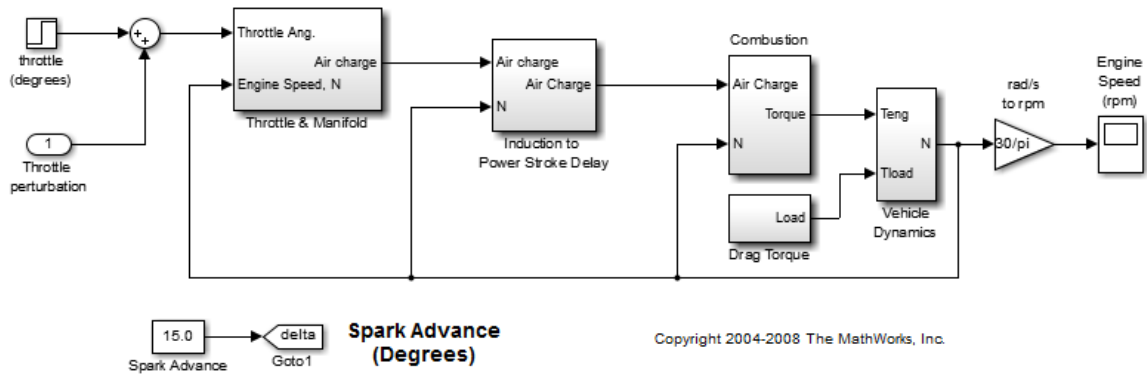 throttle
(degrees)
1
Throttle
perturbation
Throttle Ang.
Air charge
Engine Speed, N
Throttle & Manifold
Air charge
Air Charge
N
Induction to
Power Stroke Delay
Combustion
Air Charge
Torque
N
Load
Drag Torque
Teng
N
Tload
Vehicle
Dynamics
rad/s
to rpm
30/pi
Engine
Speed
(rpm)
15.0
Spark Advance
delta
Goto1
Spark Advance
(Degrees)
Copyright 2004-2008 The MathWorks, Inc.